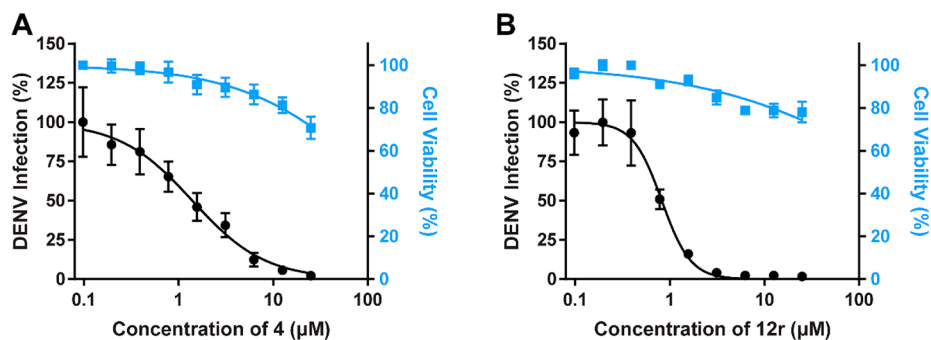 A
150
125
100
75
50
25
0
DENV Infection (%)
100
80
60
40
20
0
Cell Viability (%)
0.1 1 10 100
Concentration of 4 (µM)
B
150
125
100
75
50
25
0
DENV Infection (%)
100
80
60
40
20
0
Cell Viability (%)
0.1 1 10 100
Concentration of 12r (µM)